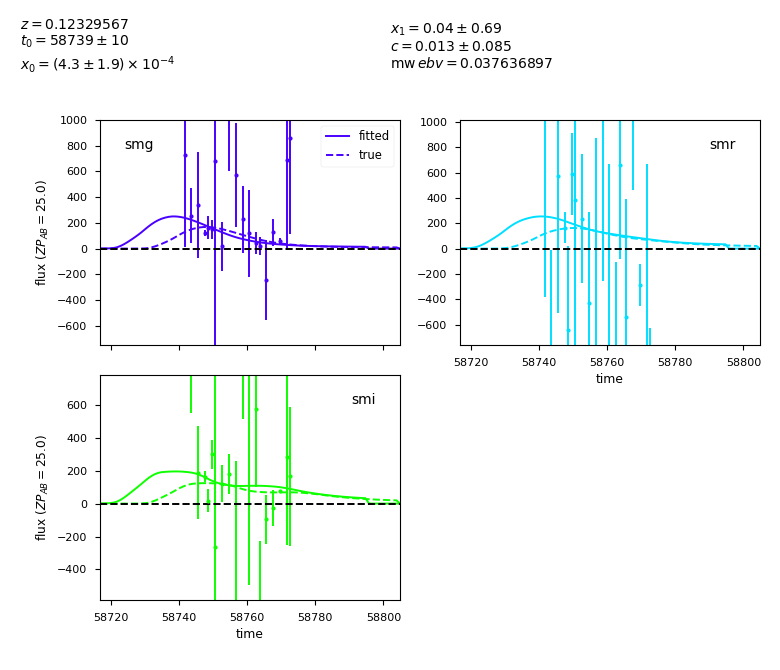 z = 0.12329567
t₀ = 58739 ± 10
x₀ = (4.3 ± 1.9) × 10⁻⁴
x₁ = 0.04 ± 0.69
c = 0.013 ± 0.085
mw ebv = 0.037636897
1000
800
600
400
200
0
−200
−400
−600
flux (ZP_AB = 25.0)
smg
fitted
true
1000
800
600
400
200
0
−200
−400
−600
smr
58720 58740 58760 58780 58800
time
600
400
200
0
−200
−400
flux (ZP_AB = 25.0)
smi
58720 58740 58760 58780 58800
time